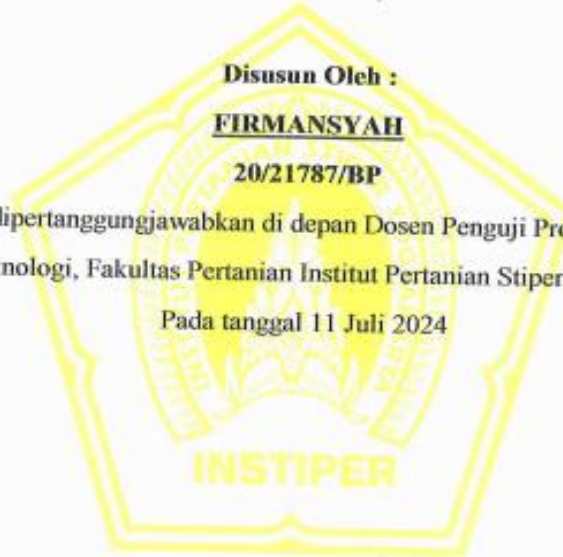 Disusun Oleh :
FIRMANSYAH
20/21787/BP
dipertanggungjawabkan di depan Dosen Penguji Pro
nologi, Fakultas Pertanian Institut Pertanian Stiper
Pada tanggal 11 Juli 2024
INSTIPER